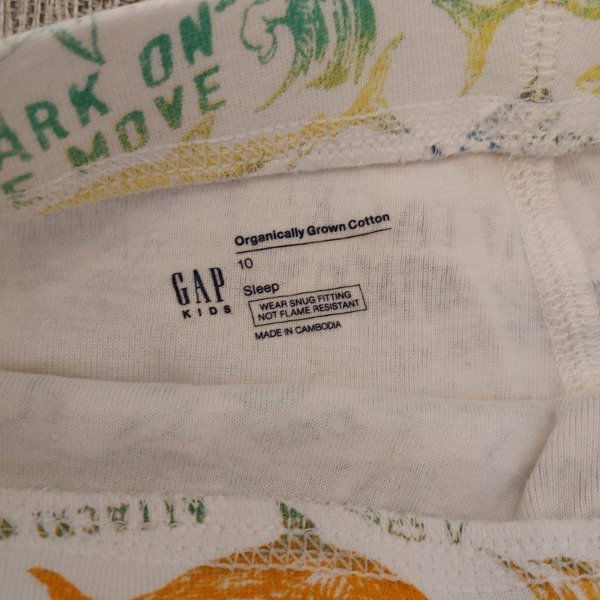 ARK ON
MOVE
Organically Grown Cotton
10
GAP
KIDS
Sleep
WEAR SNUG FITTING
NOT FLAME RESISTANT
MADE IN CAMBODIA